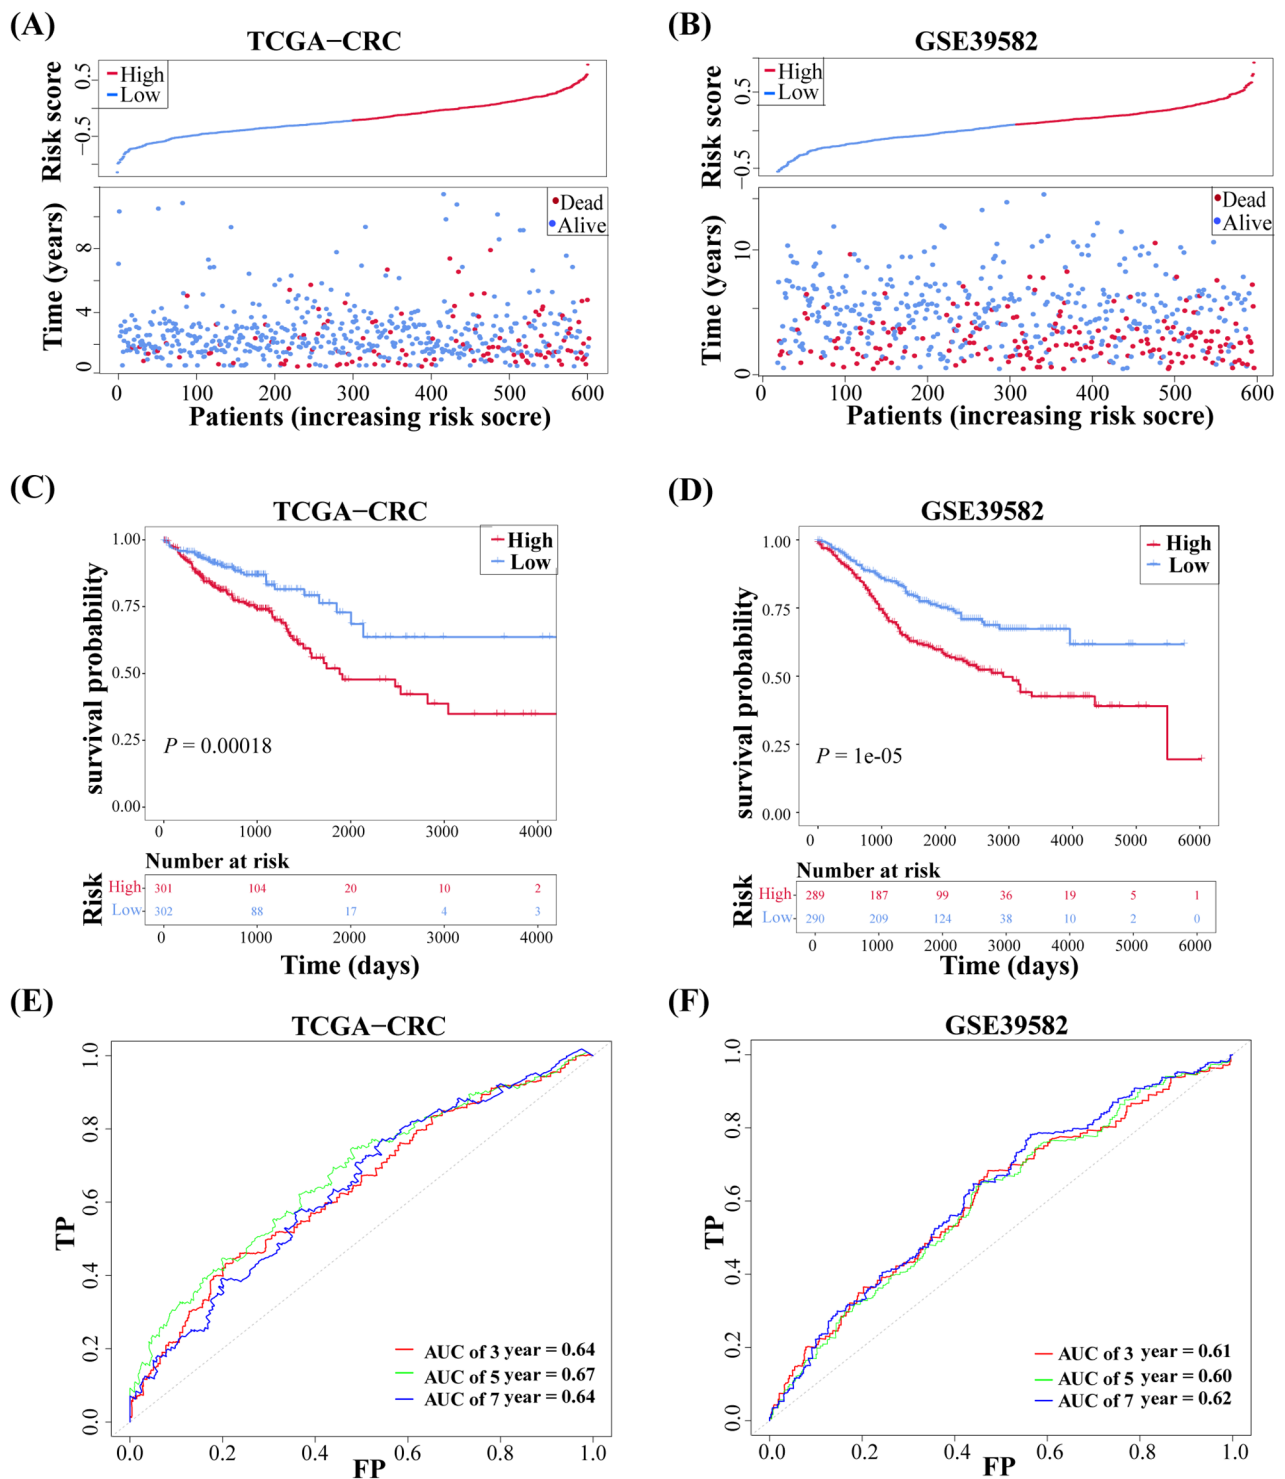 (A)
TCGA−CRC
High
Low
Risk score
0.5
−0.5
Dead
Alive
Time (years)
8
4
0
0 100 200 300 400 500 600
Patients (increasing risk socre)
(B)
GSE39582
High
Low
Risk score
0.5
−0.5
Dead
Alive
Time (years)
10
0
0 100 200 300 400 500 600
Patients (increasing risk socre)
(C)
TCGA−CRC
High
Low
survival probability
1.00
0.75
0.50
0.25
0.00
P = 0.00018
0 1000 2000 3000 4000
Number at risk
Risk
High 301 104 20 10 2
Low 302 88 17 4 3
0 1000 2000 3000 4000
Time (days)
(D)
GSE39582
High
Low
survival probability
1.00
0.75
0.50
0.25
0.00
P = 1e-05
0 1000 2000 3000 4000 5000 6000
Number at risk
Risk
High 289 187 99 36 19 5 1
Low 290 209 124 38 10 2 0
0 1000 2000 3000 4000 5000 6000
Time (days)
(E)
TCGA−CRC
TP
1.0
0.8
0.6
0.4
0.2
0.0
AUC of 3 year = 0.64
AUC of 5 year = 0.67
AUC of 7 year = 0.64
0.0 0.2 0.4 0.6 0.8 1.0
FP
(F)
GSE39582
TP
1.0
0.8
0.6
0.4
0.2
0.0
AUC of 3 year = 0.61
AUC of 5 year = 0.60
AUC of 7 year = 0.62
0.0 0.2 0.4 0.6 0.8 1.0
FP